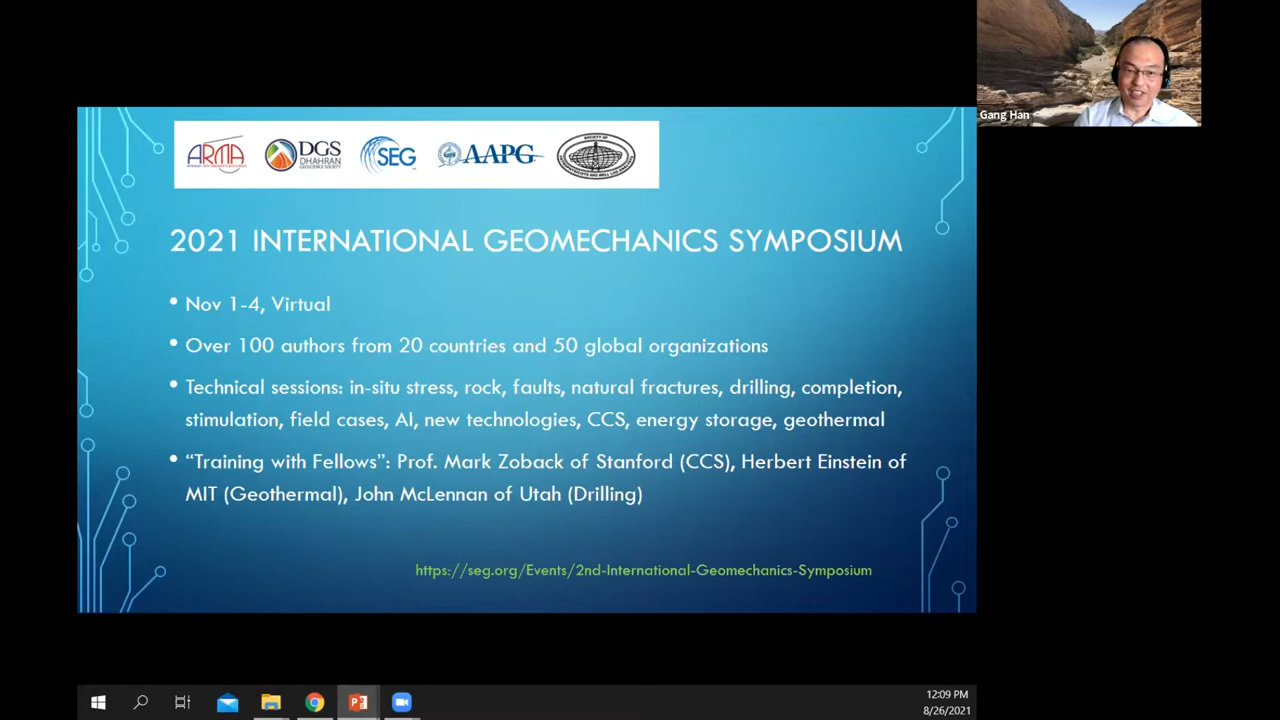 Gang Han
ARMA
DGS
DHAHRAN
GEOSCIENCE SOCIETY
SEG
AAPG
SOCIETY OF
2021 INTERNATIONAL GEOMECHANICS SYMPOSIUM
• Nov 1-4, Virtual
• Over 100 authors from 20 countries and 50 global organizations
• Technical sessions: in-situ stress, rock, faults, natural fractures, drilling, completion,
stimulation, field cases, AI, new technologies, CCS, energy storage, geothermal
• “Training with Fellows”: Prof. Mark Zoback of Stanford (CCS), Herbert Einstein of
MIT (Geothermal), John McLennan of Utah (Drilling)
https://seg.org/Events/2nd-International-Geomechanics-Symposium
12:09 PM
8/26/2021